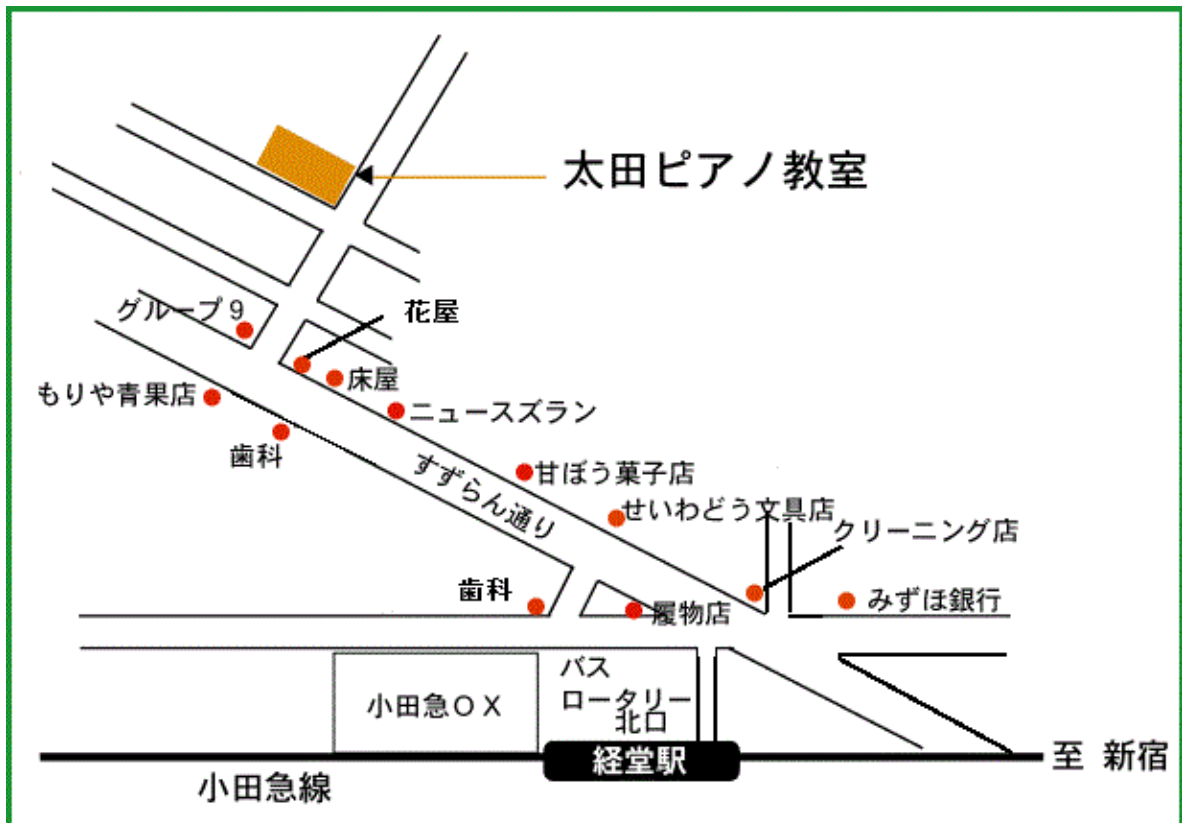 太田ピアノ教室
グループ9
花屋
もりや青果店
床屋
ニュースズラン
歯科
すずらん通り
甘ぼう菓子店
せいわどう文具店
クリーニング店
歯科
履物店
みずほ銀行
バス
ロータリー
北口
小田急OX
経堂駅
至 新宿
小田急線